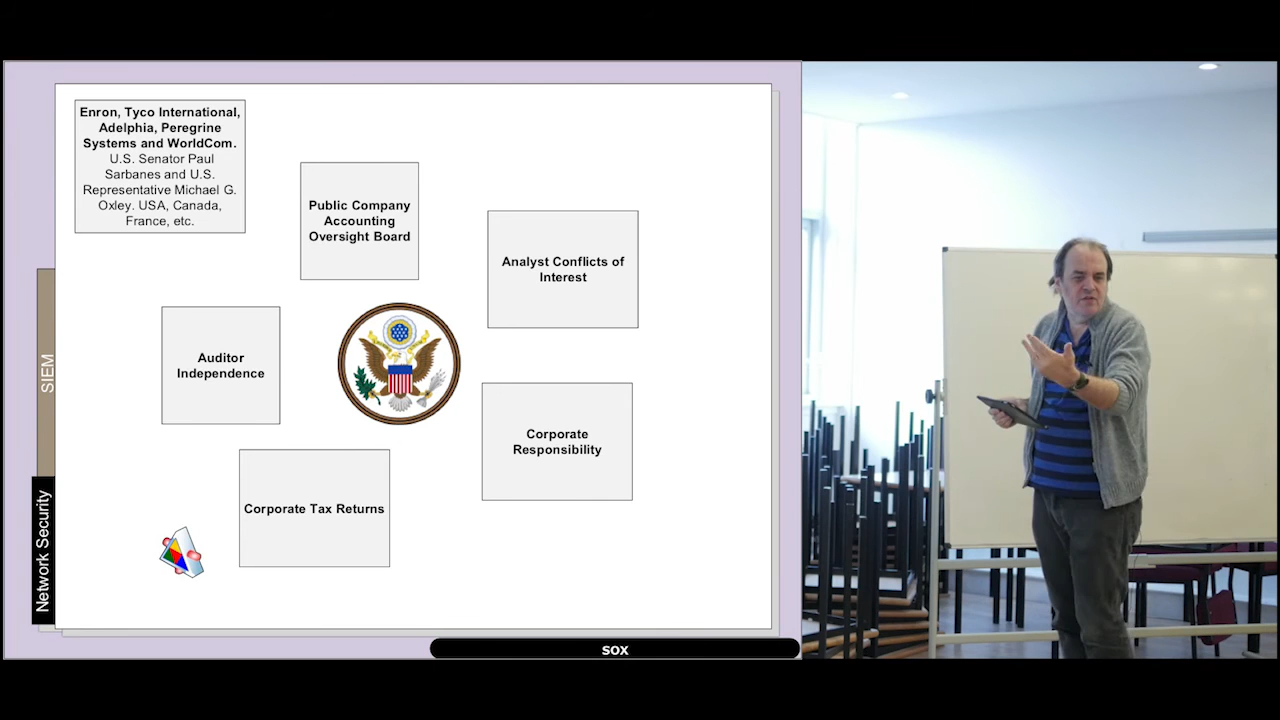 Enron, Tyco International,
Adelphia, Peregrine
Systems and WorldCom.
U.S. Senator Paul
Sarbanes and U.S.
Representative Michael G.
Oxley. USA, Canada,
France, etc.
Public Company
Accounting
Oversight Board
Analyst Conflicts of
Interest
Auditor
Independence
Corporate
Responsibility
Corporate Tax Returns
SIEM
Network Security
SOX